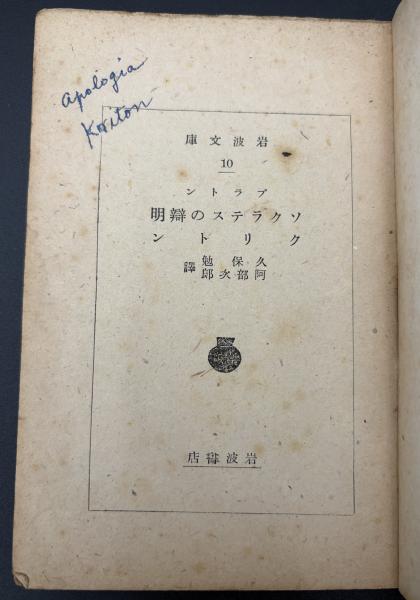 apologia
Kriton
岩波文庫
10
プラトン
ソクラテスの辯明
クリトン
久保勉
阿部次郎
譯
岩波書店